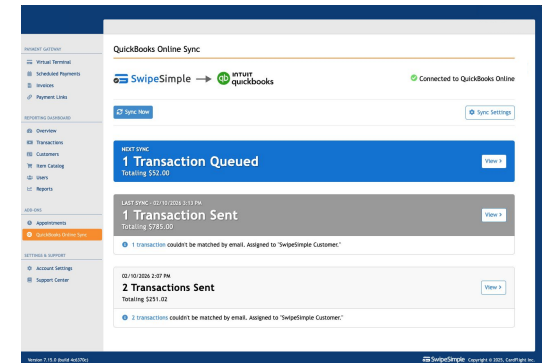 QuickBooks Online Sync
PAYMENT GATEWAY
Virtual Terminal
Scheduled Payments
Invoices
Payment Links
REPORTING DASHBOARD
Overview
Transactions
Customers
Item Catalog
Users
Reports
ADD-ONS
Appointments
QuickBooks Online Sync
SETTINGS & SUPPORT
Account Settings
Support Center
SwipeSimple → qb INTUIT quickbooks
Connected to QuickBooks Online
Sync Now
Sync Settings
NEXT SYNC
1 Transaction Queued
Totaling $52.00
View >
LAST SYNC - 02/10/2026 3:13 PM
1 Transaction Sent
Totaling $785.00
View >
1 transaction couldn't be matched by email. Assigned to "SwipeSimple Customer."
02/10/2026 2:07 PM
2 Transactions Sent
Totaling $251.02
View >
2 transactions couldn't be matched by email. Assigned to "SwipeSimple Customer."
Version 7.15.0 (build 4c6370c)
SwipeSimple Copyright © 2025, CardFlight Inc.